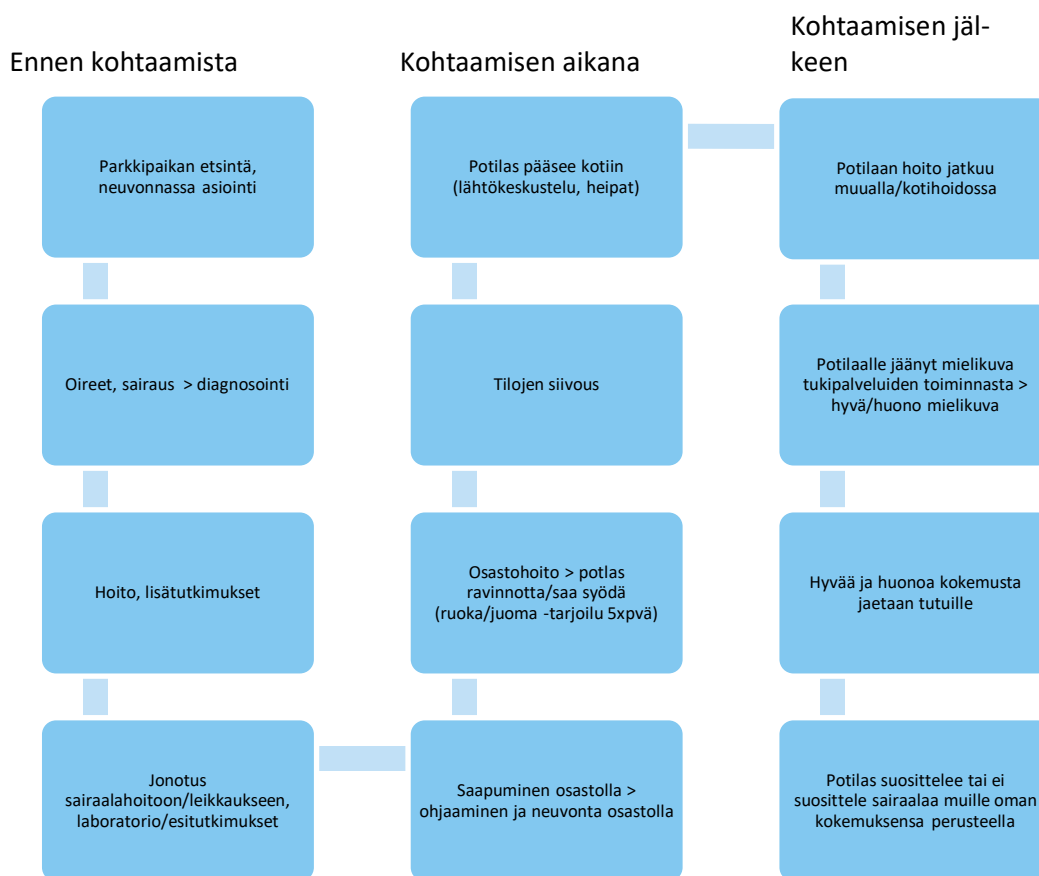 Ennen kohtaamista
Parkkipaikan etsintä,
neuvonnassa asiointi
Oireet, sairaus > diagnosointi
Hoito, lisätutkimukset
Jonotus
sairaalahoitoon/leikkaukseen,
laboratorio/esitutkimukset
Kohtaamisen aikana
Potilas pääsee kotiin
(lähtökeskustelu, heipat)
Tilojen siivous
Osastohoito > potlas
ravinnotta/saa syödä
(ruoka/juoma -tarjoilu 5xpvä)
Saapuminen osastolla >
ohjaaminen ja neuvonta osastolla
Kohtaamisen jäl-
keen
Potilaan hoito jatkuu
muualla/kotihoidossa
Potilaalle jäänyt mielikuva
tukipalveluiden toiminnasta >
hyvä/huono mielikuva
Hyvää ja huonoa kokemusta
jaetaan tutuille
Potilas suosittelee tai ei
suosittele sairaalaa muille oman
kokemuksensa perusteella